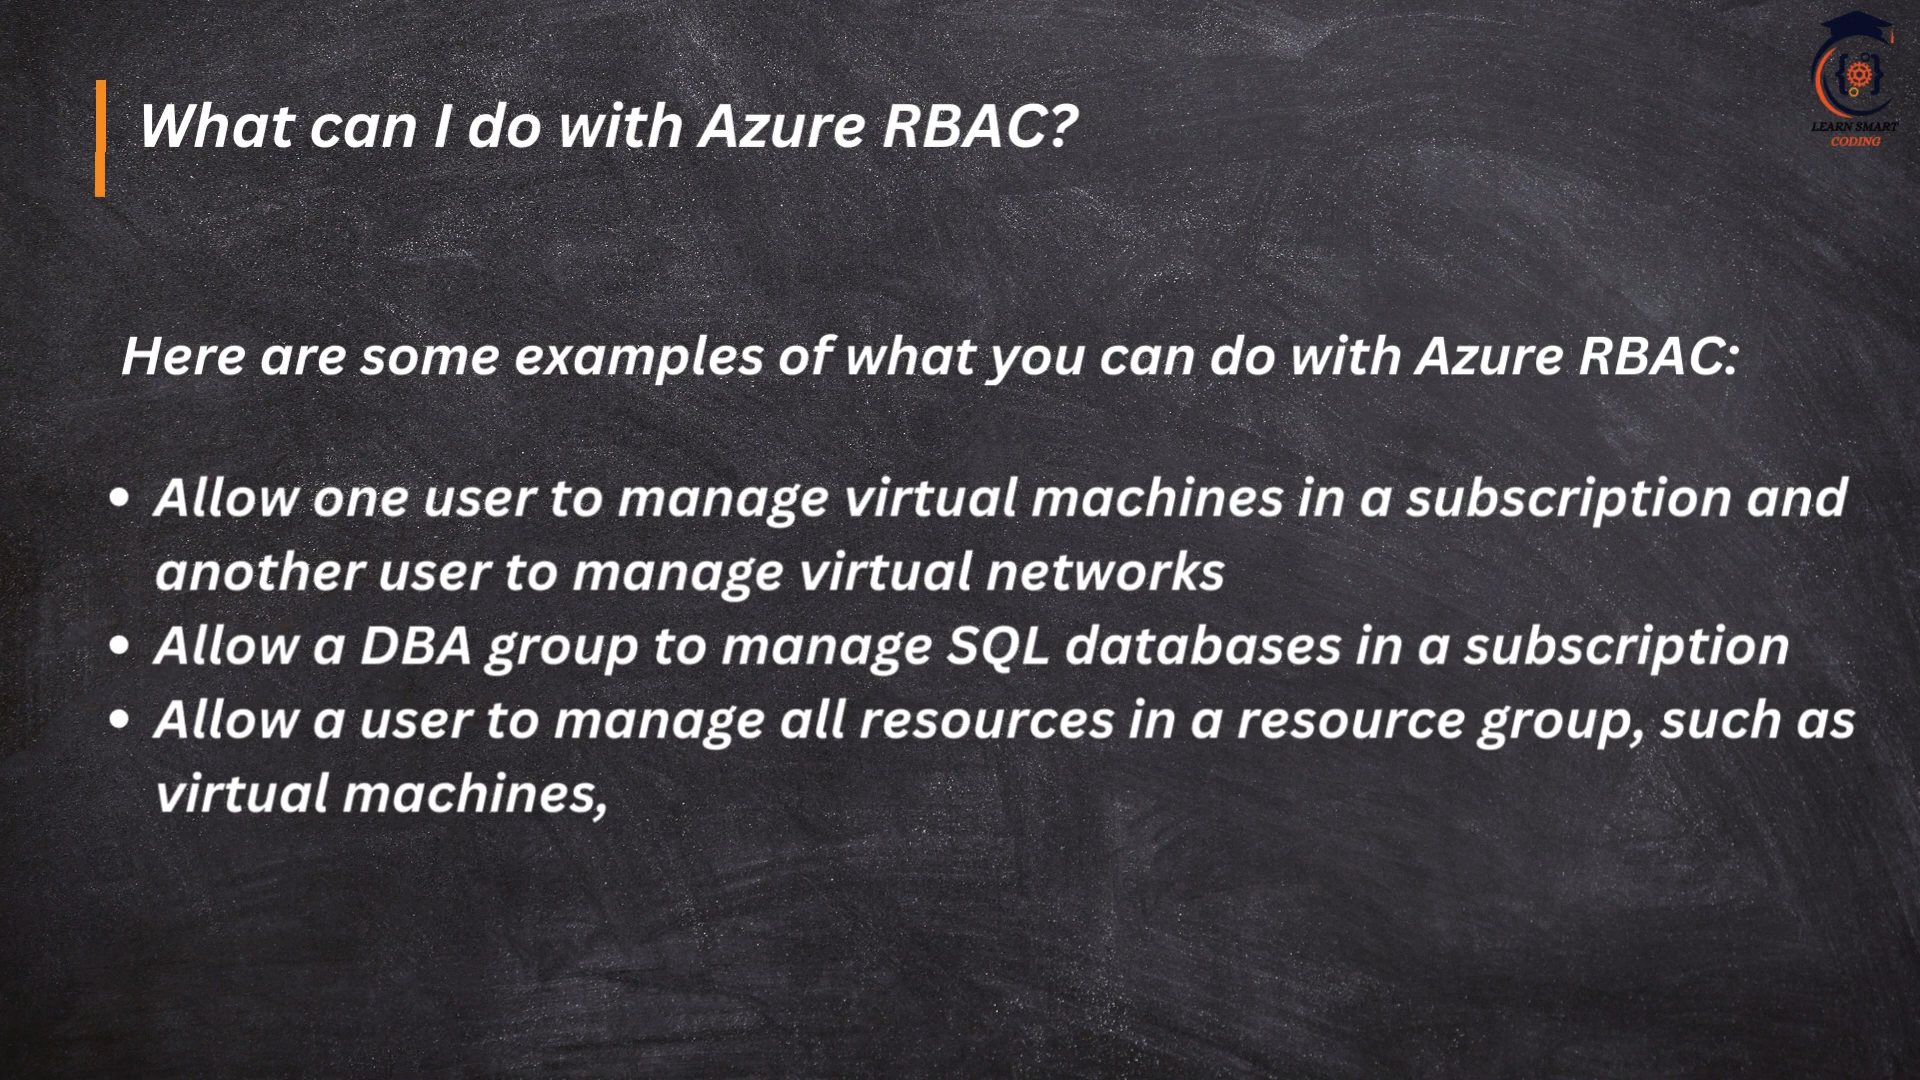 LEARN SMART
CODING
What can I do with Azure RBAC?
Here are some examples of what you can do with Azure RBAC:
• Allow one user to manage virtual machines in a subscription and
another user to manage virtual networks
• Allow a DBA group to manage SQL databases in a subscription
• Allow a user to manage all resources in a resource group, such as
virtual machines,